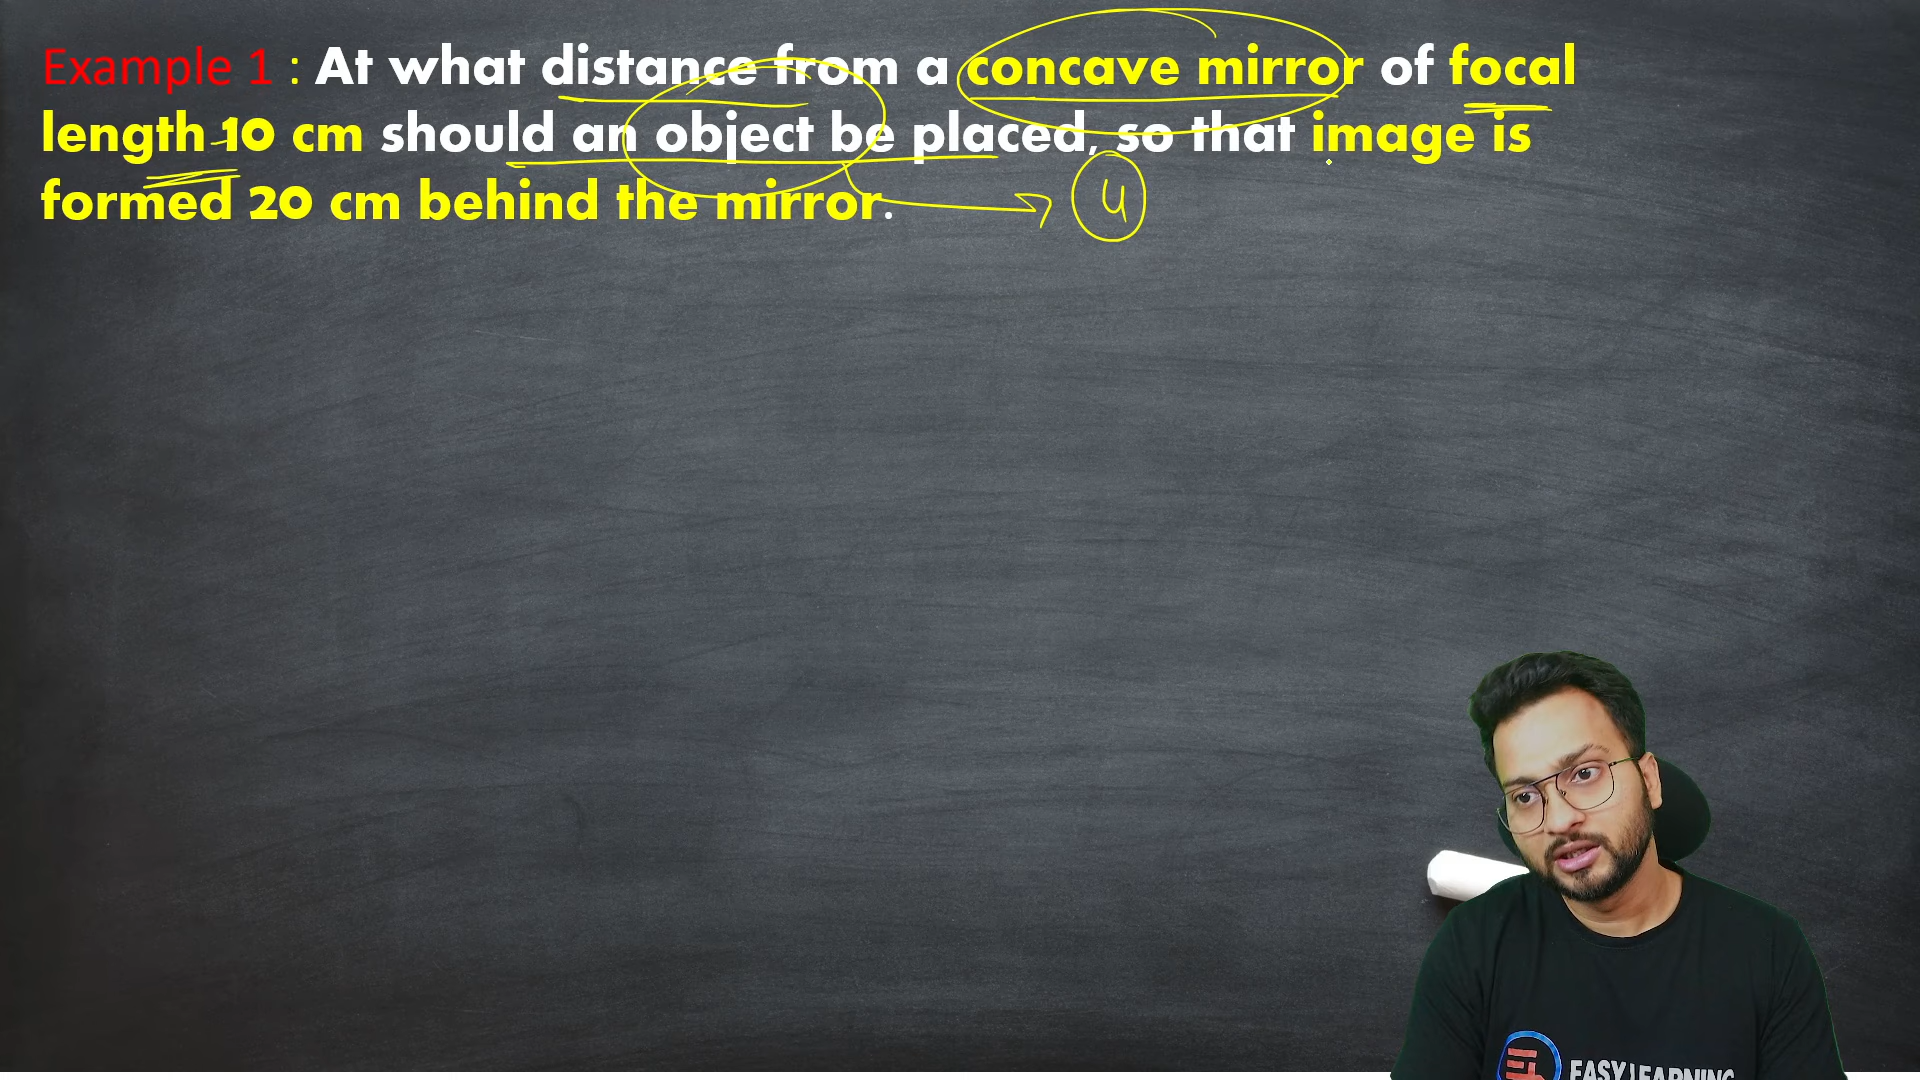 Example 1 : At what distance from a concave mirror of focal
length 10 cm should an object be placed, so that image is
formed 20 cm behind the mirror.
u
EASY LEARNING